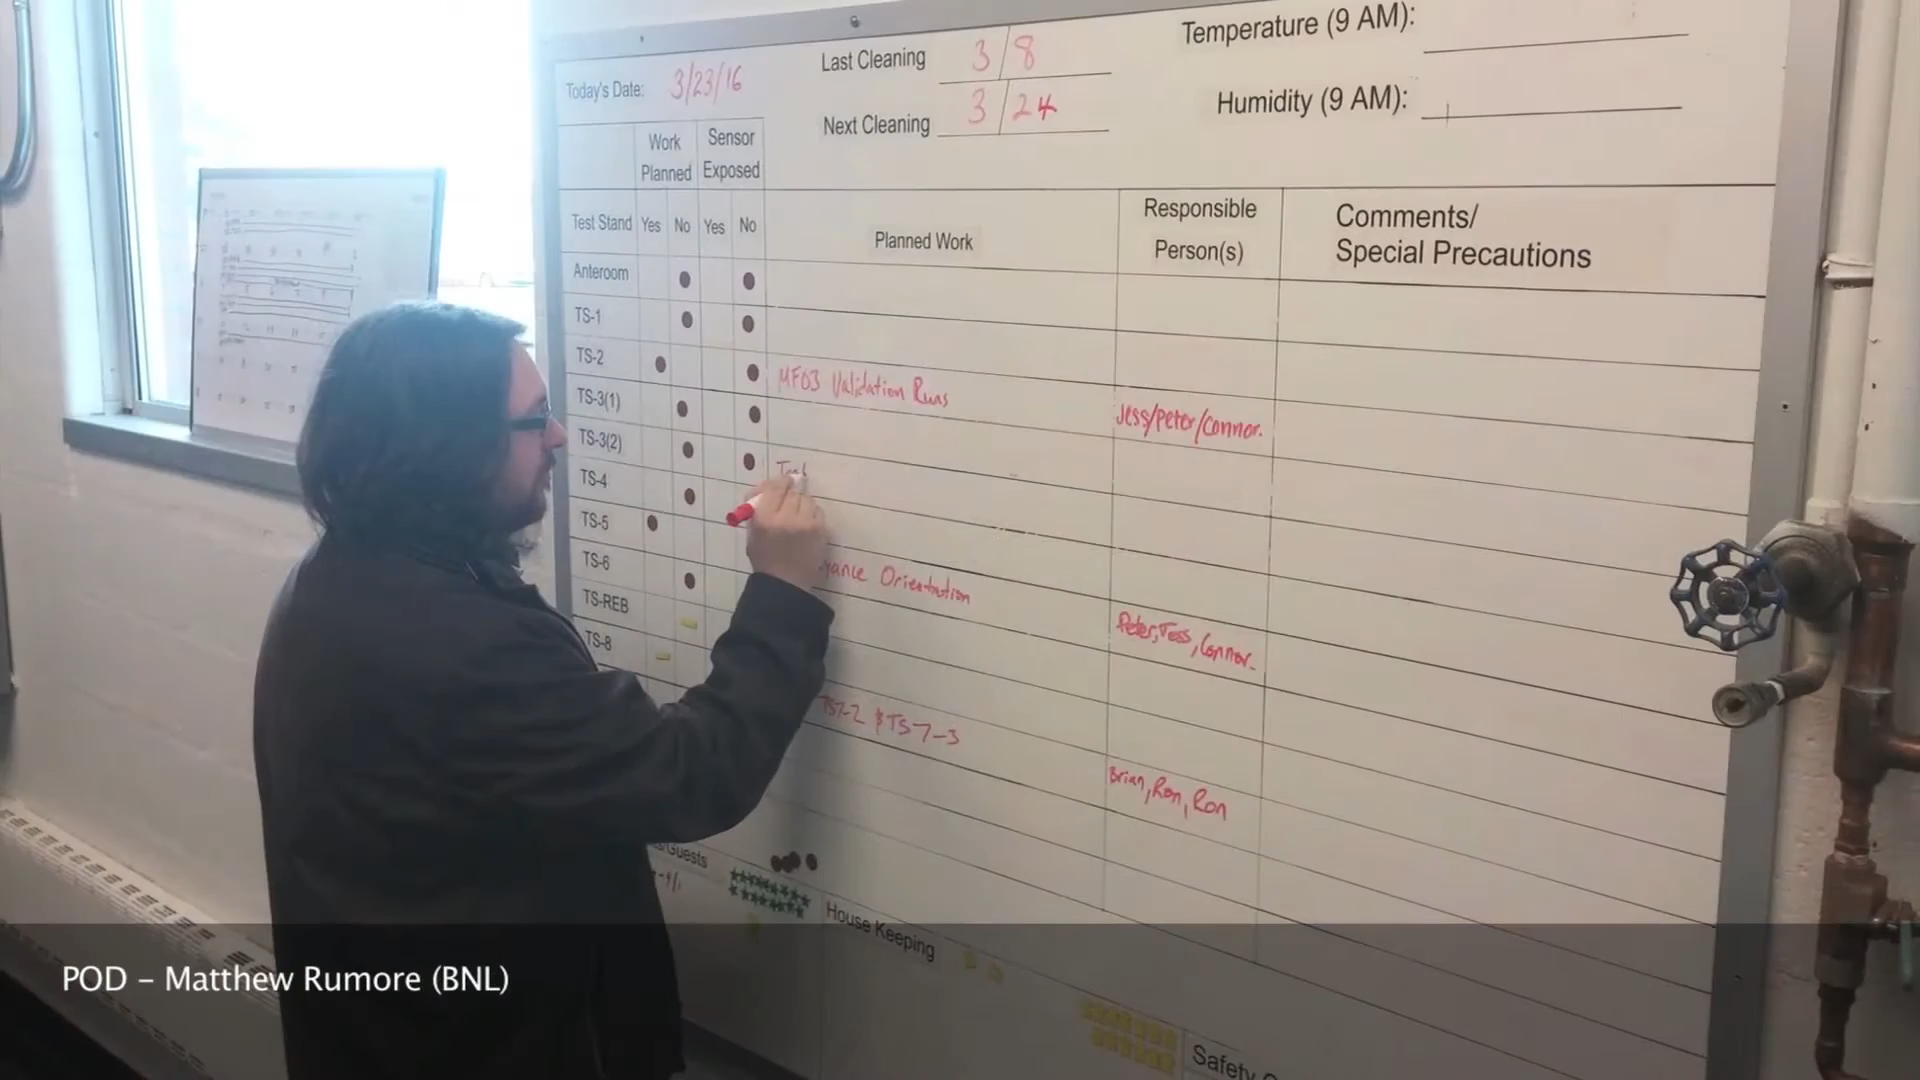 Today's Date: 3/23/16
Last Cleaning 3/8
Next Cleaning 3/24
Temperature (9 AM):
Humidity (9 AM):
Work Planned
Sensor Exposed
Test Stand Yes No Yes No Planned Work
Responsible Person(s)
Comments/
Special Precautions
Anteroom
TS-1
TS-2 MF03 Validation Runs Jess/Peter/Connor.
TS-3(1)
TS-3(2)
TS-4
TS-5 Orientation Peter, Jess, Connor.
TS-6
TS-REB
TS-8 TS7-2 & TS7-3 Brian, Ron, Ron
/Guests
House Keeping
Safety
POD – Matthew Rumore (BNL)